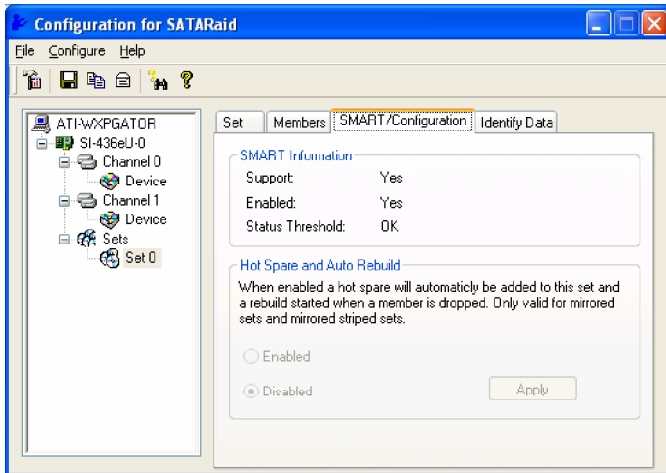 Configuration for SATARaid
File Configure Help
ATI-WXPGATOR
SI-436eU-0
Channel 0
Device
Channel 1
Device
Sets
Set 0
Set Members SMART/Configuration Identify Data
SMART Information
Support: Yes
Enabled: Yes
Status Threshold: OK
Hot Spare and Auto Rebuild
When enabled a hot spare will automaticly be added to this set and
a rebuild started when a member is dropped. Only valid for mirrored
sets and mirrored striped sets.
Enabled
Disabled
Apply